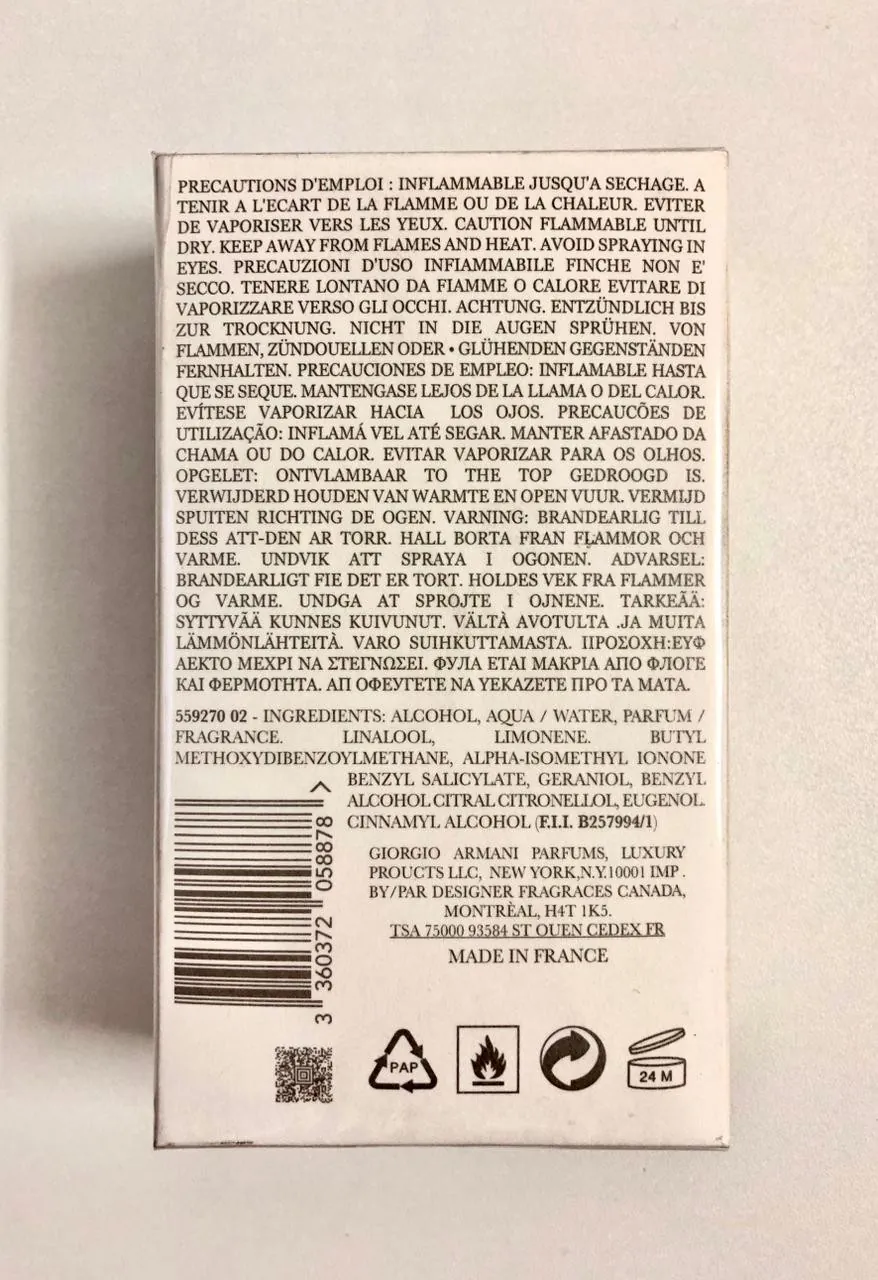 PRECAUTIONS D'EMPLOI : INFLAMMABLE JUSQU'A SECHAGE. A
TENIR A L'ECART DE LA FLAMME OU DE LA CHALEUR. EVITER
DE VAPORISER VERS LES YEUX. CAUTION FLAMMABLE UNTIL
DRY. KEEP AWAY FROM FLAMES AND HEAT. AVOID SPRAYING IN
EYES. PRECAUZIONI D'USO INFIAMMABILE FINCHE NON E'
SECCO. TENERE LONTANO DA FIAMME O CALORE EVITARE DI
VAPORIZZARE VERSO GLI OCCHI. ACHTUNG. ENTZÜNDLICH BIS
ZUR TROCKNUNG. NICHT IN DIE AUGEN SPRÜHEN. VON
FLAMMEN, ZÜNDOUELLEN ODER • GLÜHENDEN GEGENSTÄNDEN
FERNHALTEN. PRECAUCIONES DE EMPLEO: INFLAMABLE HASTA
QUE SE SEQUE. MANTENGASE LEJOS DE LA LLAMA O DEL CALOR.
EVÍTESE VAPORIZAR HACIA LOS OJOS. PRECAUCÕES DE
UTILIZAÇÃO: INFLAMÁ VEL ATÉ SEGAR. MANTER AFASTADO DA
CHAMA OU DO CALOR. EVITAR VAPORIZAR PARA OS OLHOS.
OPGELET: ONTVLAMBAAR TO THE TOP GEDROOGD IS.
VERWIJDERD HOUDEN VAN WARMTE EN OPEN VUUR. VERMIJD
SPUITEN RICHTING DE OGEN. VARNING: BRANDEARLIG TILL
DESS ATT-DEN AR TORR. HALL BORTA FRAN FLAMMOR OCH
VARME. UNDVIK ATT SPRAYA I OGONEN. ADVARSEL:
BRANDEARLIGT FIE DET ER TORT. HOLDES VEK FRA FLAMMER
OG VARME. UNDGA AT SPROJTE I OJNENE. TARKEÃÄ:
SYTTYVÃÄ KUNNES KUIVUNUT. VÄLTÀ AVOTULTA .JA MUITA
LÄMMÖNLÄHTEITÀ. VARO SUIHKUTTAMASTA. ΠΡΟΣΟΧΗ:ΕΥΦ
ΛΕΚΤΟ ΜΕΧΡΙ ΝΑ ΣΤΕΓΝΩΣΕΙ. ΦΥΛΑ ΕΤΑΙ ΜΑΚΡΙΑ ΑΠΟ ΦΛΟΓΕ
ΚΑΙ ΦΕΡΜΟΤΗΤΑ. ΑΠ ΟΦΕΥΓΕΤΕ ΝΑ ΥΕΚΑΖΕΤΕ ΠΡΟ ΤΑ ΜΑΤΑ.
559270 02 - INGREDIENTS: ALCOHOL, AQUA / WATER, PARFUM /
FRAGRANCE. LINALOOL, LIMONENE. BUTYL
METHOXYDIBENZOYLMETHANE, ALPHA-ISOMETHYL IONONE
BENZYL SALICYLATE, GERANIOL, BENZYL
ALCOHOL CITRAL CITRONELLOL, EUGENOL.
CINNAMYL ALCOHOL (F.I.I. B257994/1)
GIORGIO ARMANI PARFUMS, LUXURY
PROUCTS LLC, NEW YORK,N.Y.10001 IMP .
BY/PAR DESIGNER FRAGRACES CANADA,
MONTRÈAL, H4T 1K5.
TSA 75000 93584 ST OUEN CEDEX FR
MADE IN FRANCE
3 360372 058878 >
PAP
24 M